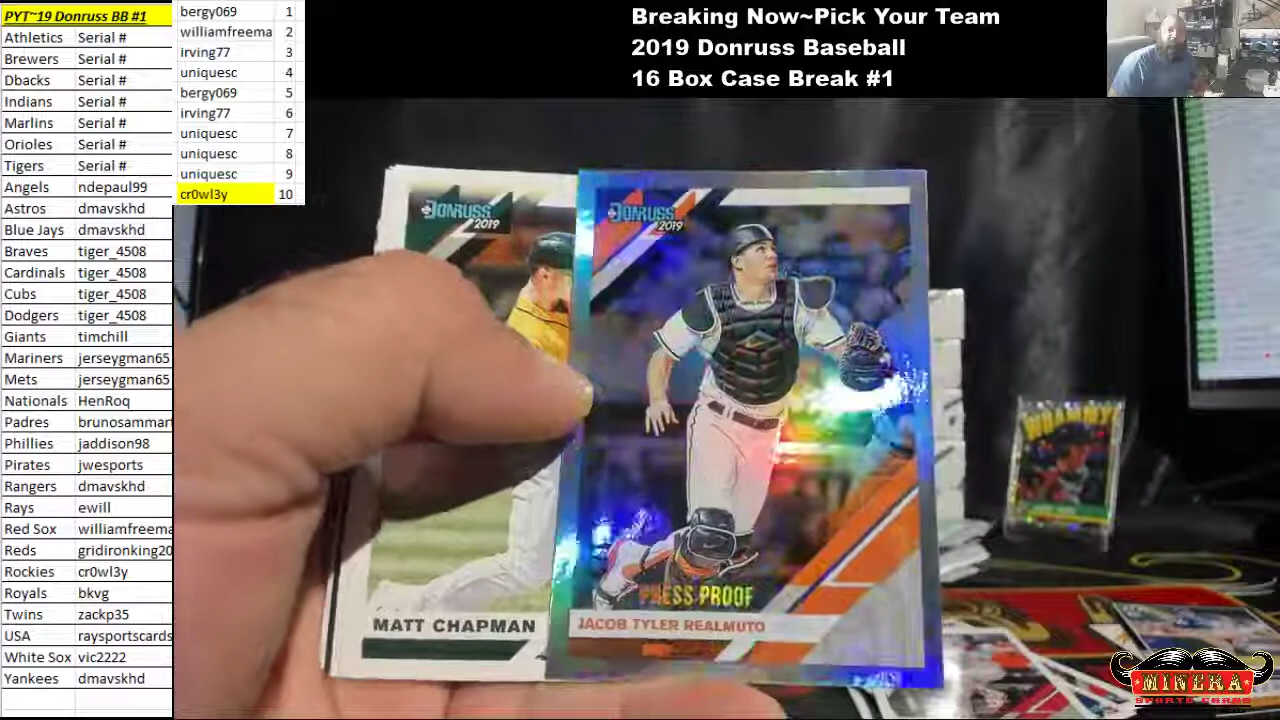 PYT~19 Donruss BB #1
Athletics Serial #
Brewers Serial #
Dbacks Serial #
Indians Serial #
Marlins Serial #
Orioles Serial #
Tigers Serial #
Angels ndepaul99
Astros dmavskhd
Blue Jays dmavskhd
Braves tiger_4508
Cardinals tiger_4508
Cubs tiger_4508
Dodgers tiger_4508
Giants timchill
Mariners jerseygman65
Mets jerseygman65
Nationals HenRoq
Padres brunosammar
Phillies jaddison98
Pirates jwesports
Rangers dmavskhd
Rays ewill
Red Sox williamfreema
Reds gridironking20
Rockies cr0wl3y
Royals bkvg
Twins zackp35
USA raysportscards
White Sox vic2222
Yankees dmavskhd
bergy069 1
williamfreema 2
irving77 3
uniquesc 4
bergy069 5
irving77 6
uniquesc 7
uniquesc 8
uniquesc 9
cr0wl3y 10
Breaking Now~Pick Your Team
2019 Donruss Baseball
16 Box Case Break #1
DONRUSS
2019
MATT CHAPMAN
DONRUSS
2019
PRESS PROOF
JACOB TYLER REALMUTO
WHAMMY
MINERA
SPORTS CARDS